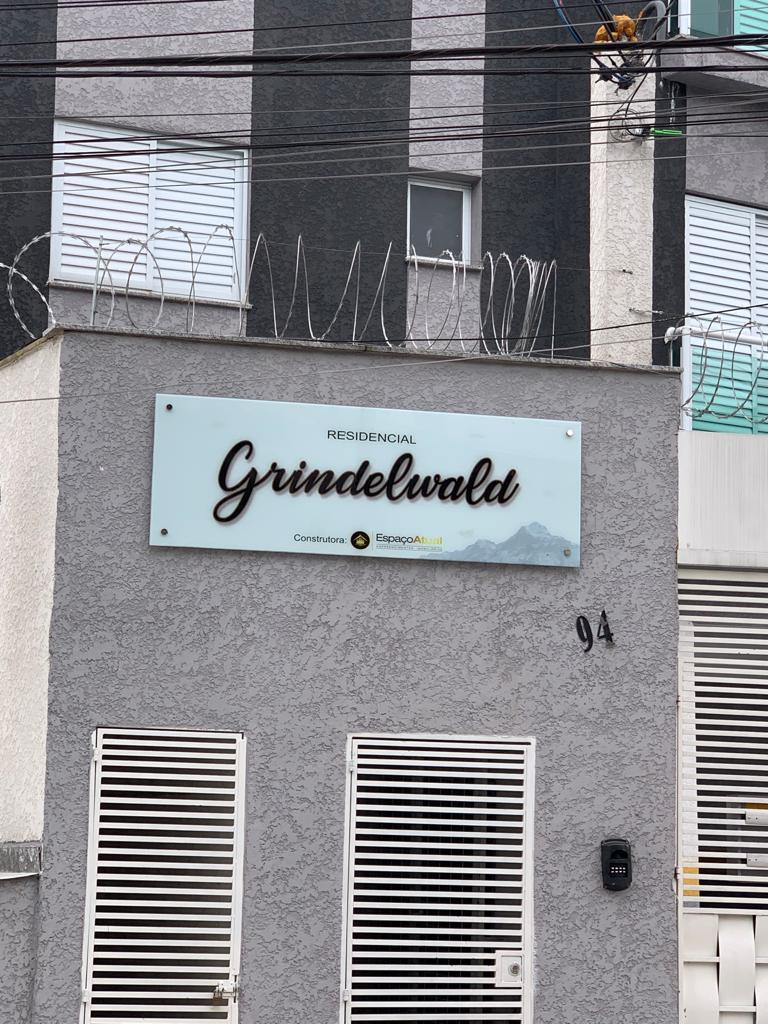 RESIDENCIAL
Grindelwald
Construtora: EspaçoAtual
94